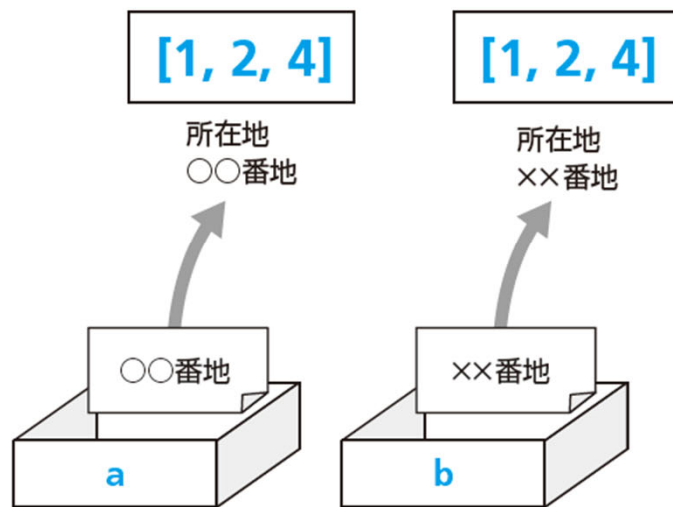 [1, 2, 4]
所在地
○○番地
○○番地
a
[1, 2, 4]
所在地
××番地
××番地
b